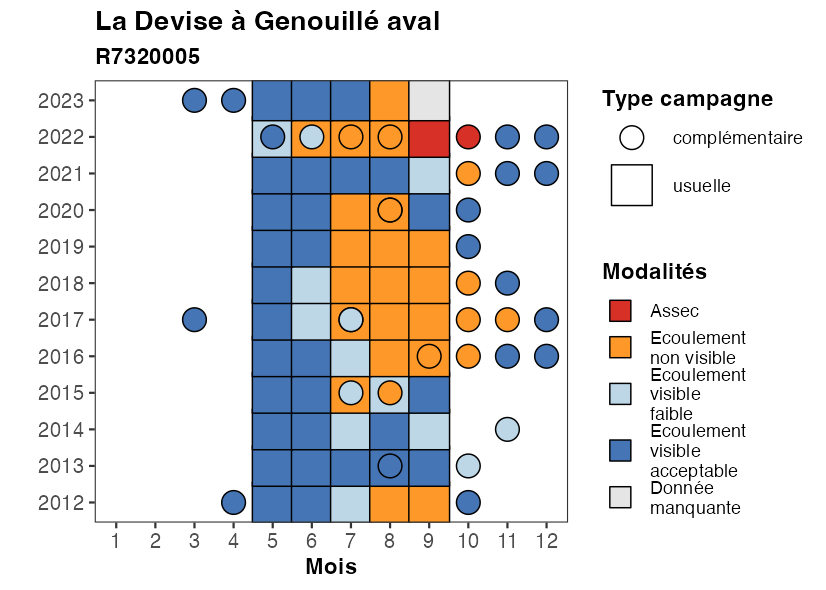 La Devise à Genouillé aval
R7320005
2023
2022
2021
2020
2019
2018
2017
2016
2015
2014
2013
2012
1 2 3 4 5 6 7 8 9 10 11 12
Mois
Type campagne
complémentaire
usuelle
Modalités
Assec
Ecoulement
non visible
Ecoulement
visible
faible
Ecoulement
visible
acceptable
Donnée
manquante